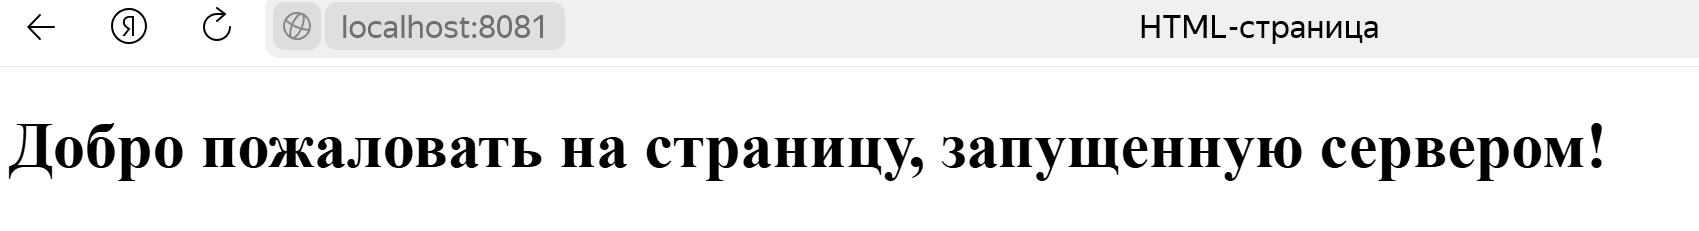 Я localhost:8081 HTML-страница
Добро пожаловать на страницу, запущенную сервером!